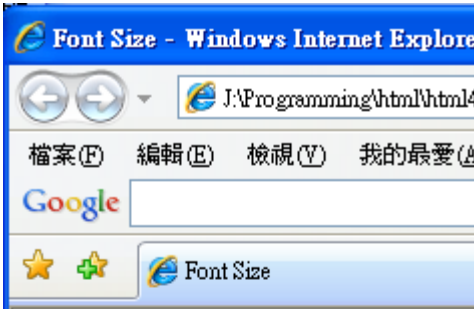 Font Size - Windows Internet Explore
J:\Programming\html\html4
檔案(F) 編輯(E) 檢視(V) 我的最愛(A
Google
Font Size